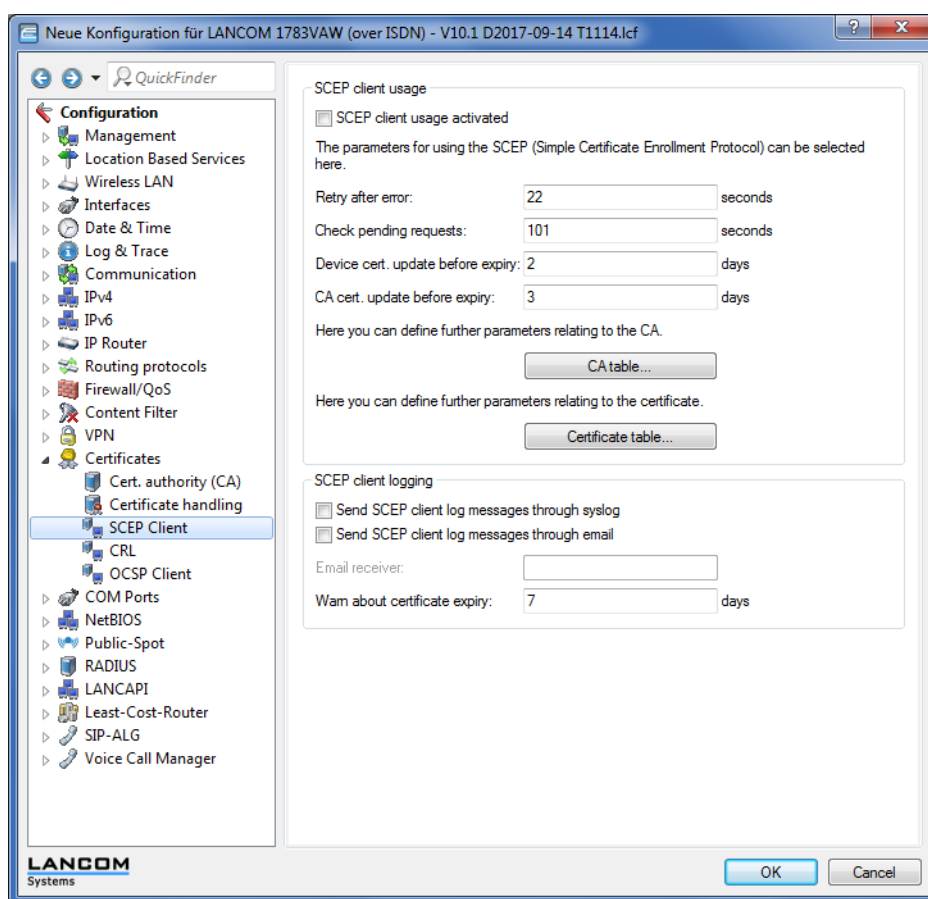 Neue Konfiguration für LANCOM 1783VAW (over ISDN) - V10.1 D2017-09-14 T1114.lcf
QuickFinder
Configuration
Management
Location Based Services
Wireless LAN
Interfaces
Date & Time
Log & Trace
Communication
IPv4
IPv6
IP Router
Routing protocols
Firewall/QoS
Content Filter
VPN
Certificates
Cert. authority (CA)
Certificate handling
SCEP Client
CRL
OCSP Client
COM Ports
NetBIOS
Public-Spot
RADIUS
LANCAPI
Least-Cost-Router
SIP-ALG
Voice Call Manager
SCEP client usage
SCEP client usage activated
The parameters for using the SCEP (Simple Certificate Enrollment Protocol) can be selected
here.
Retry after error: 22 seconds
Check pending requests: 101 seconds
Device cert. update before expiry: 2 days
CA cert. update before expiry: 3 days
Here you can define further parameters relating to the CA.
CA table...
Here you can define further parameters relating to the certificate.
Certificate table...
SCEP client logging
Send SCEP client log messages through syslog
Send SCEP client log messages through email
Email receiver:
Warn about certificate expiry: 7 days
LANCOM
Systems
OK Cancel